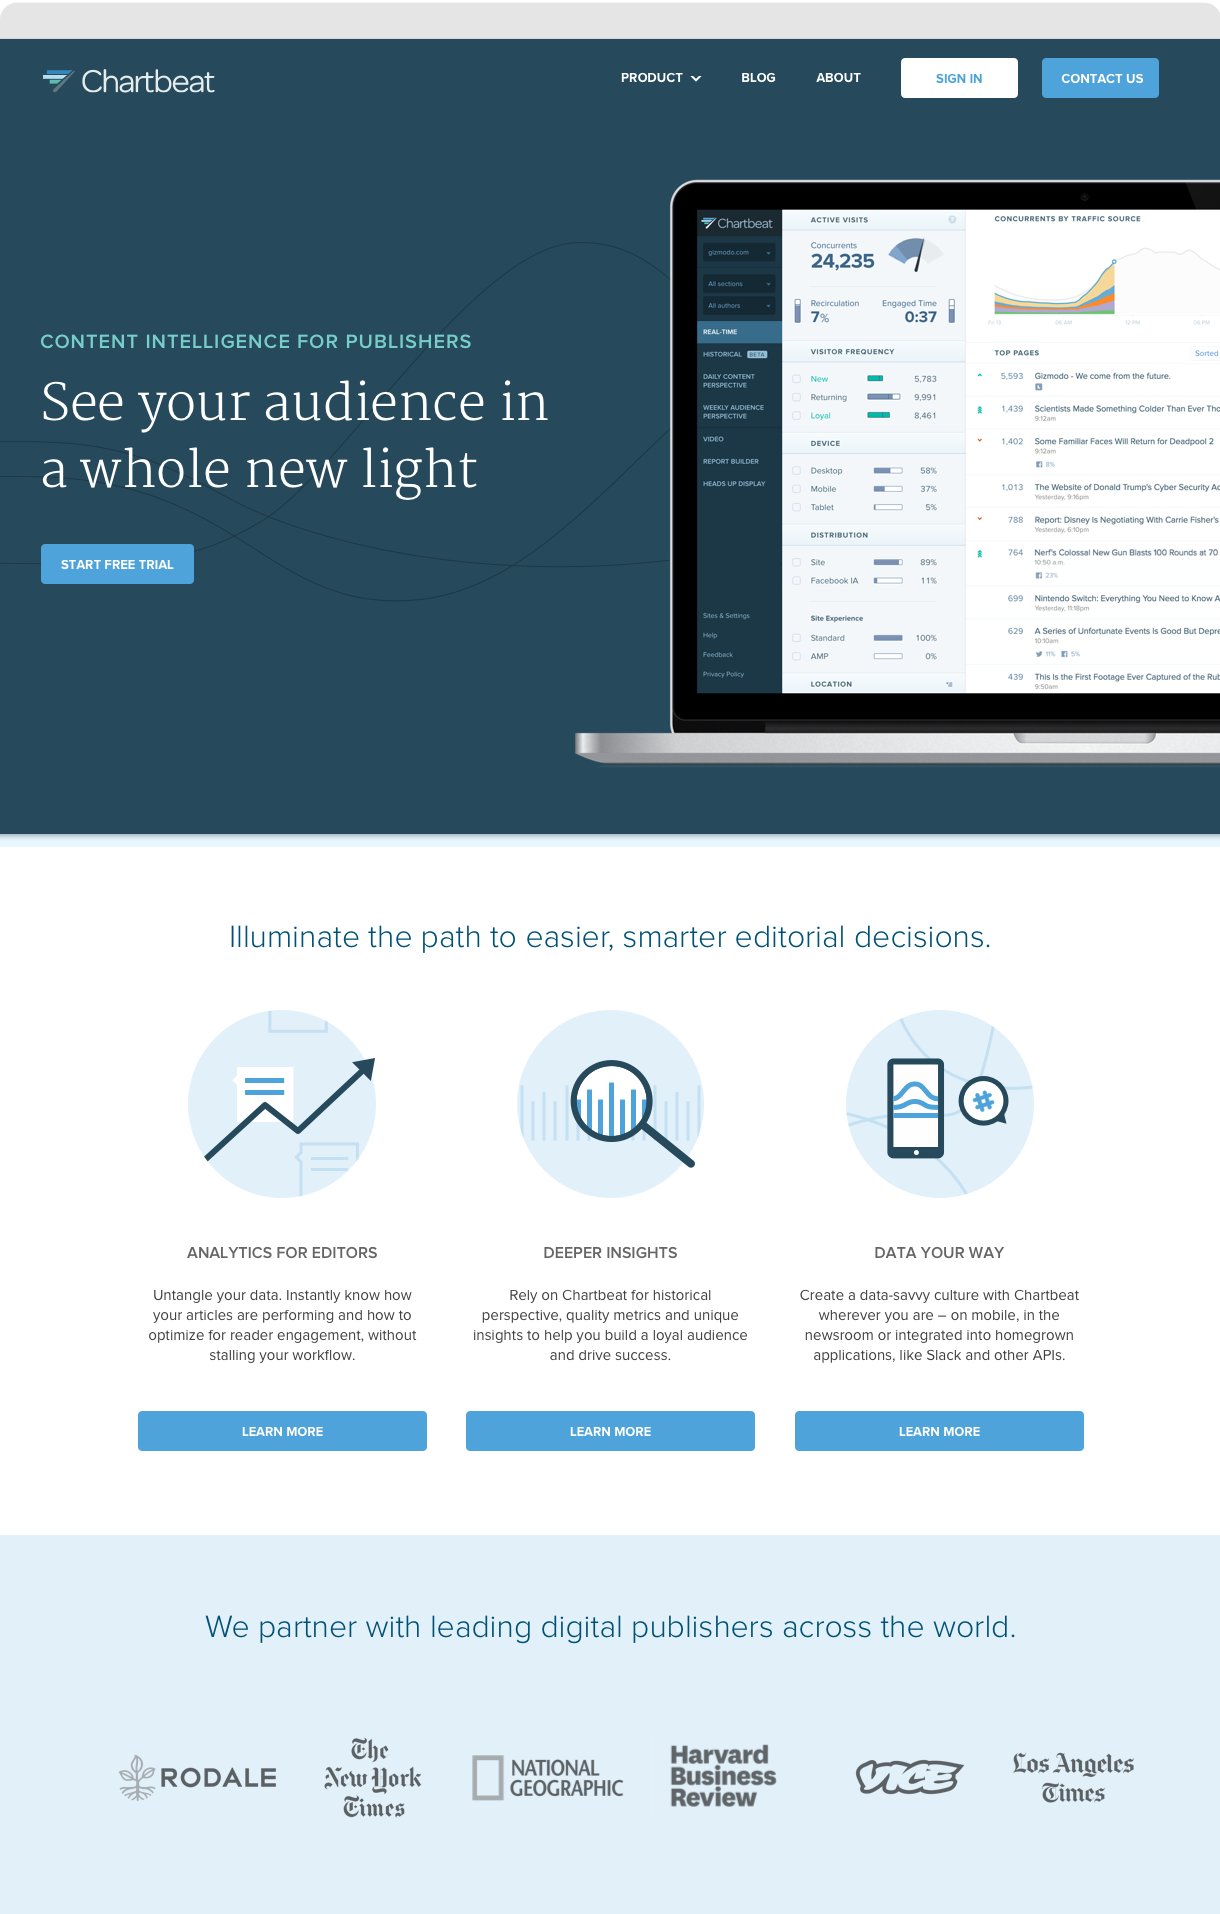 Chartbeat
PRODUCT
BLOG
ABOUT
SIGN IN
CONTACT US
CONTENT INTELLIGENCE FOR PUBLISHERS
See your audience in
a whole new light
START FREE TRIAL
Chartbeat
gizmodo.com
All sections
All authors
REAL-TIME
HISTORICAL BETA
DAILY CONTENT
PERSPECTIVE
WEEKLY AUDIENCE
PERSPECTIVE
VIDEO
REPORT BUILDER
HEADS UP DISPLAY
Sites & Settings
Help
Feedback
Privacy Policy
ACTIVE VISITS
Concurrents
24,235
Recirculation
7%
Engaged Time
0:37
VISITOR FREQUENCY
New 5,783
Returning 9,991
Loyal 8,461
DEVICE
Desktop 58%
Mobile 37%
Tablet 5%
DISTRIBUTION
Site 89%
Facebook IA 11%
Site Experience
Standard 100%
AMP 0%
LOCATION
CONCURRENTS BY TRAFFIC SOURCE
06 AM 12 PM 06 PM
TOP PAGES Sorted
5,593 Gizmodo - We come from the future.
1,439 Scientists Made Something Colder Than Ever Tho
9:12am
1,402 Some Familiar Faces Will Return for Deadpool 2
9:12am
8%
1,013 The Website of Donald Trump's Cyber Security Ad
Yesterday, 9:16pm
788 Report: Disney Is Negotiating With Carrie Fisher's
Yesterday, 6:10pm
764 Nerf's Colossal New Gun Blasts 100 Rounds at 70
10:50 a.m.
23%
699 Nintendo Switch: Everything You Need to Know A
Yesterday, 11:18pm
629 A Series of Unfortunate Events Is Good But Depre
10:10am
11% 5%
439 This Is the First Footage Ever Captured of the Rub
9:50am
Illuminate the path to easier, smarter editorial decisions.
ANALYTICS FOR EDITORS
Untangle your data. Instantly know how
your articles are performing and how to
optimize for reader engagement, without
stalling your workflow.
LEARN MORE
DEEPER INSIGHTS
Rely on Chartbeat for historical
perspective, quality metrics and unique
insights to help you build a loyal audience
and drive success.
LEARN MORE
DATA YOUR WAY
Create a data-savvy culture with Chartbeat
wherever you are – on mobile, in the
newsroom or integrated into homegrown
applications, like Slack and other APIs.
LEARN MORE
We partner with leading digital publishers across the world.
RODALE
The
New York
Times
NATIONAL
GEOGRAPHIC
Harvard
Business
Review
VICE
Los Angeles
Times